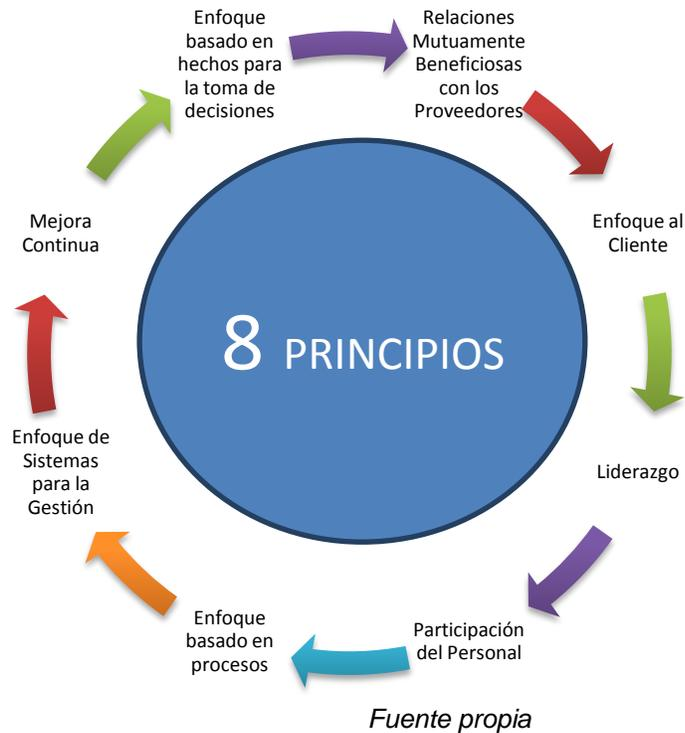 Enfoque
basado en
hechos para
la toma de
decisiones
Relaciones
Mutuamente
Beneficiosas
con los
Proveedores
Enfoque al
Cliente
Liderazgo
Participación
del Personal
Enfoque
basado en
procesos
Enfoque de
Sistemas
para la
Gestión
Mejora
Continua
8 PRINCIPIOS
Fuente propia